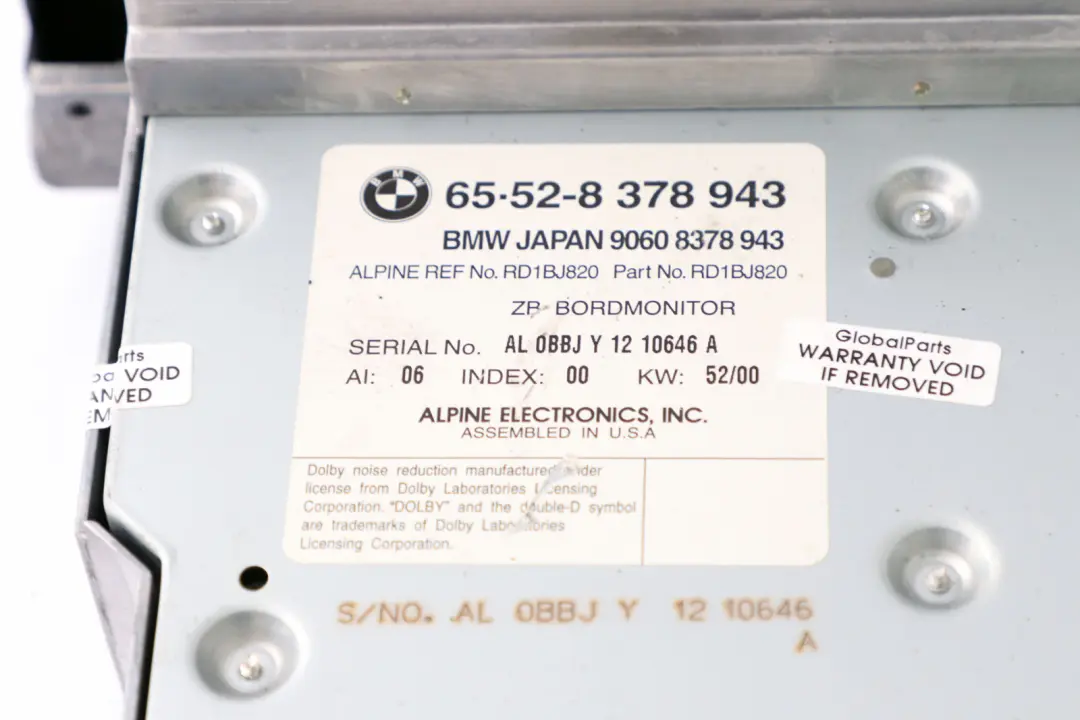 BMW
65·52-8 378 943
BMW JAPAN 9060 8378 943
ALPINE REF No. RD1BJ820 Part No. RD1BJ820
BORDMONITOR
SERIAL No. AL 0BBJ Y 12 10646 A
AI: 06 INDEX: 00 KW: 52/00
ALPINE ELECTRONICS, INC.
ASSEMBLED IN U.S.A
Dolby noise reduction manufactured under
license from Dolby Laboratories Licensing
Corporation. "DOLBY" and the double-D symbol
are trademarks of Dolby Laboratories
Licensing Corporation.
S/NO. AL 0BBJ Y 12 10646
A
GlobalParts
WARRANTY VOID
IF REMOVED
VOID